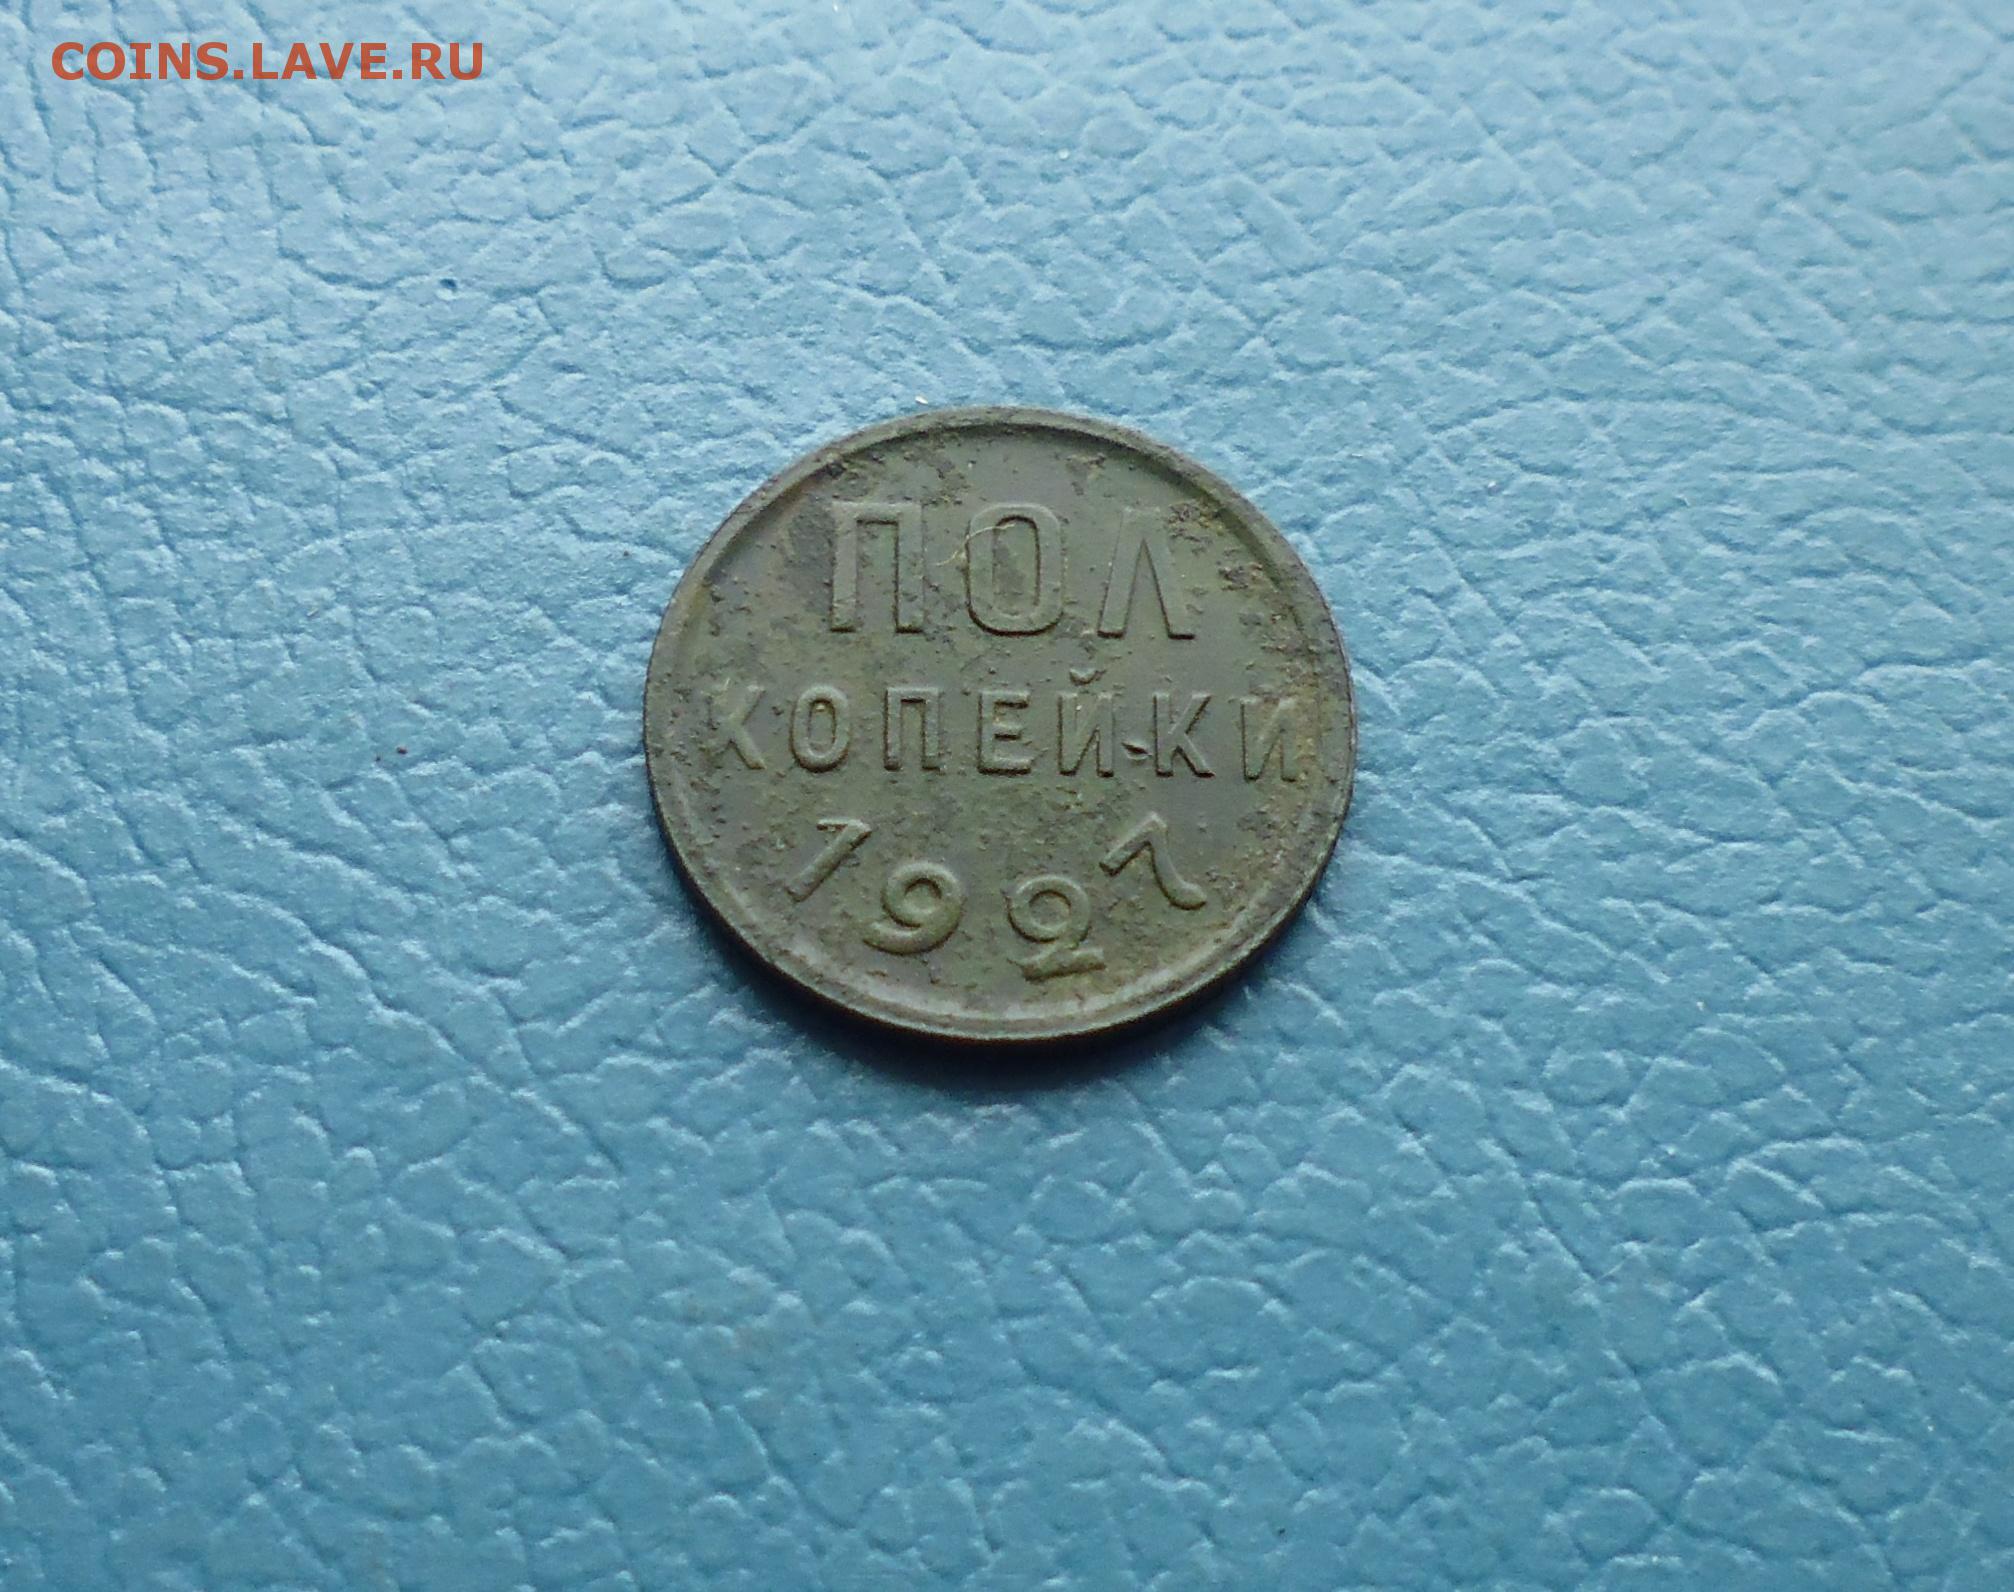 COINS.LAVE.RU
ПОЛ
КОПЕЙКИ
1927